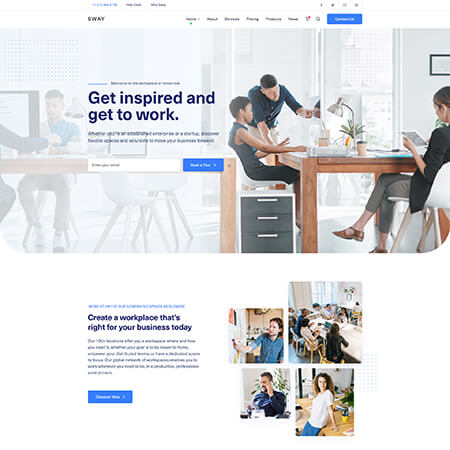 Help Desk Why Sway
SWAY Home About Services Pricing Products News Contact Us
Welcome to the workplace of tomorrow.
Get inspired and
get to work.
Whether you're an established enterprise or a startup, discover
flexible spaces and solutions to move your business forward.
Enter your email Book a Tour
WORK AT ANY OF OUR COWORKING SPACES WORLDWIDE
Create a workplace that's
right for your business today
Our 100+ locations offer you a workspace where and how
you need it, whether your goal is to be closer to home,
empower your distributed teams, or have a dedicated space
to focus. Our global network of workspaces enables you to
work wherever you need to be, in a productive, professional
environment.
Discover Now